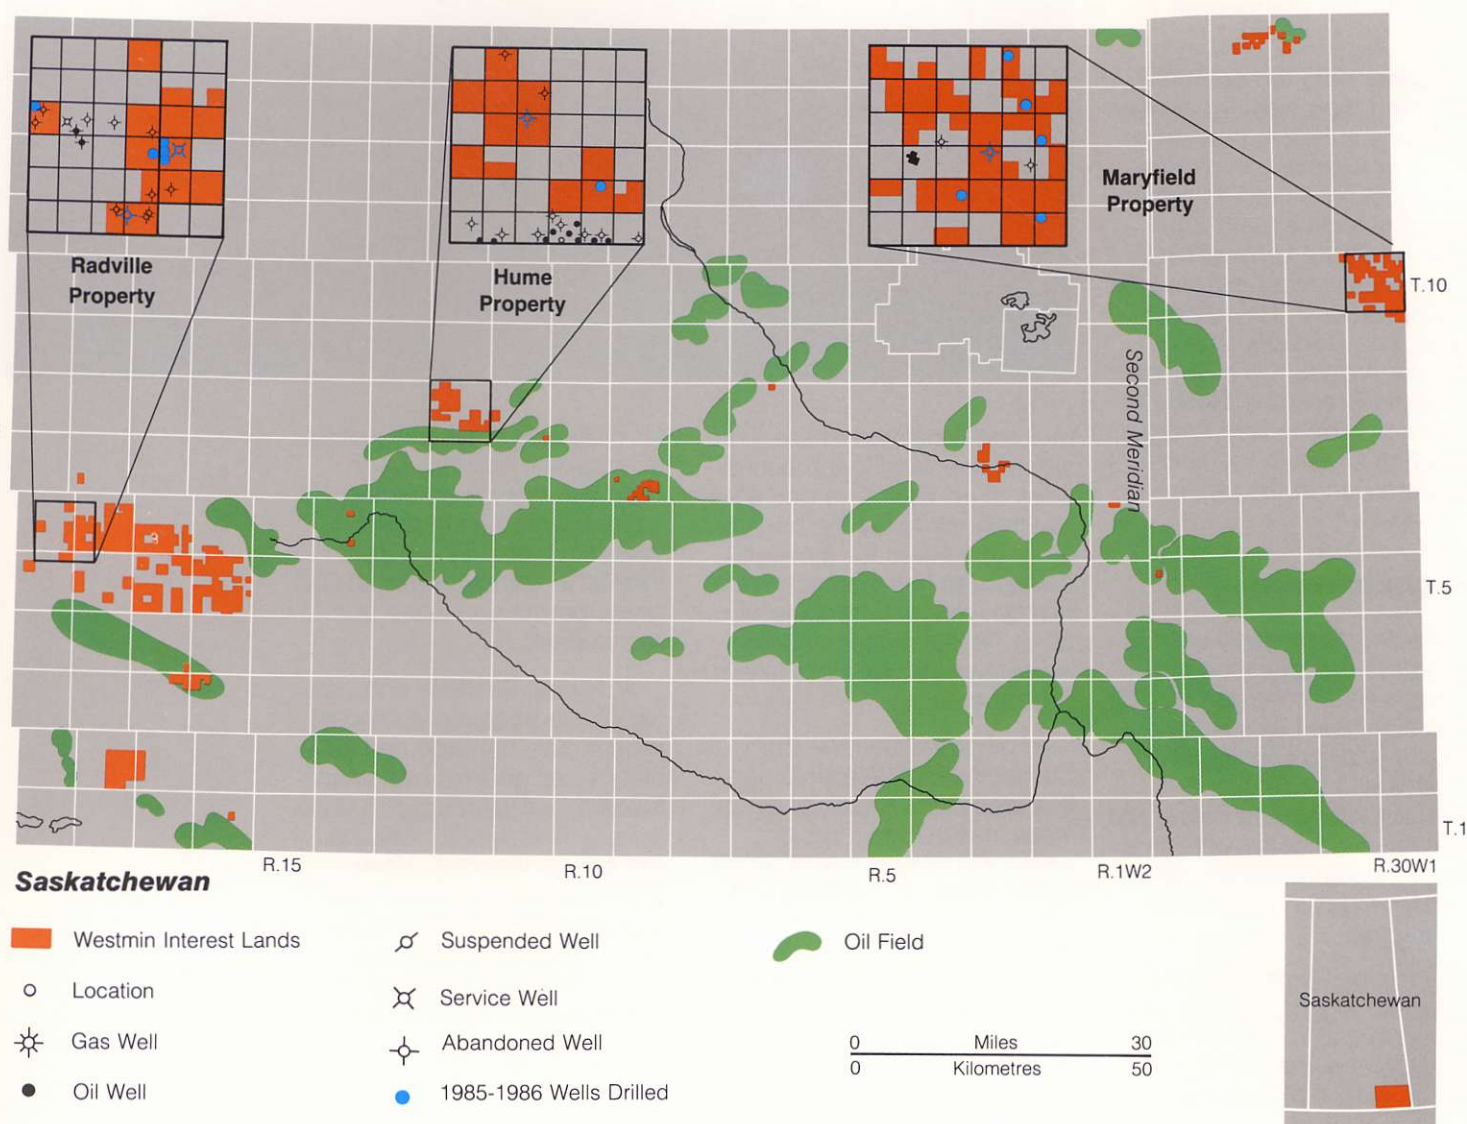 Radville
Property
Hume
Property
Maryfield
Property
T.10
Second Meridian
T.5
T.1
R.15
R.10
R.5
R.1W2
R.30W1
Saskatchewan
Westmin Interest Lands
Location
Gas Well
Oil Well
Suspended Well
Service Well
Abandoned Well
1985-1986 Wells Drilled
Oil Field
0 Miles 30
0 Kilometres 50
Saskatchewan